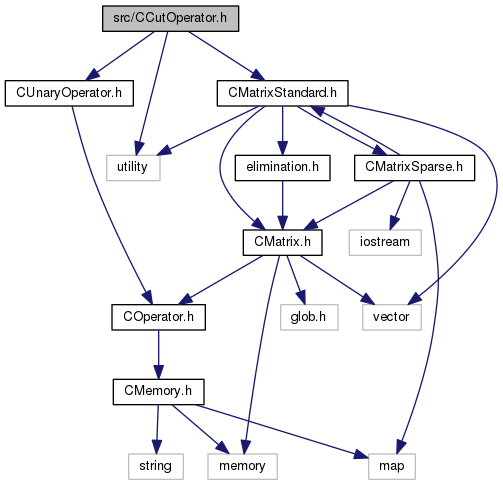 src/CCutOperator.h
CUnaryOperator.h
CMatrixStandard.h
utility
elimination.h
CMatrixSparse.h
CMatrix.h
iostream
COperator.h
glob.h
vector
CMemory.h
string
memory
map